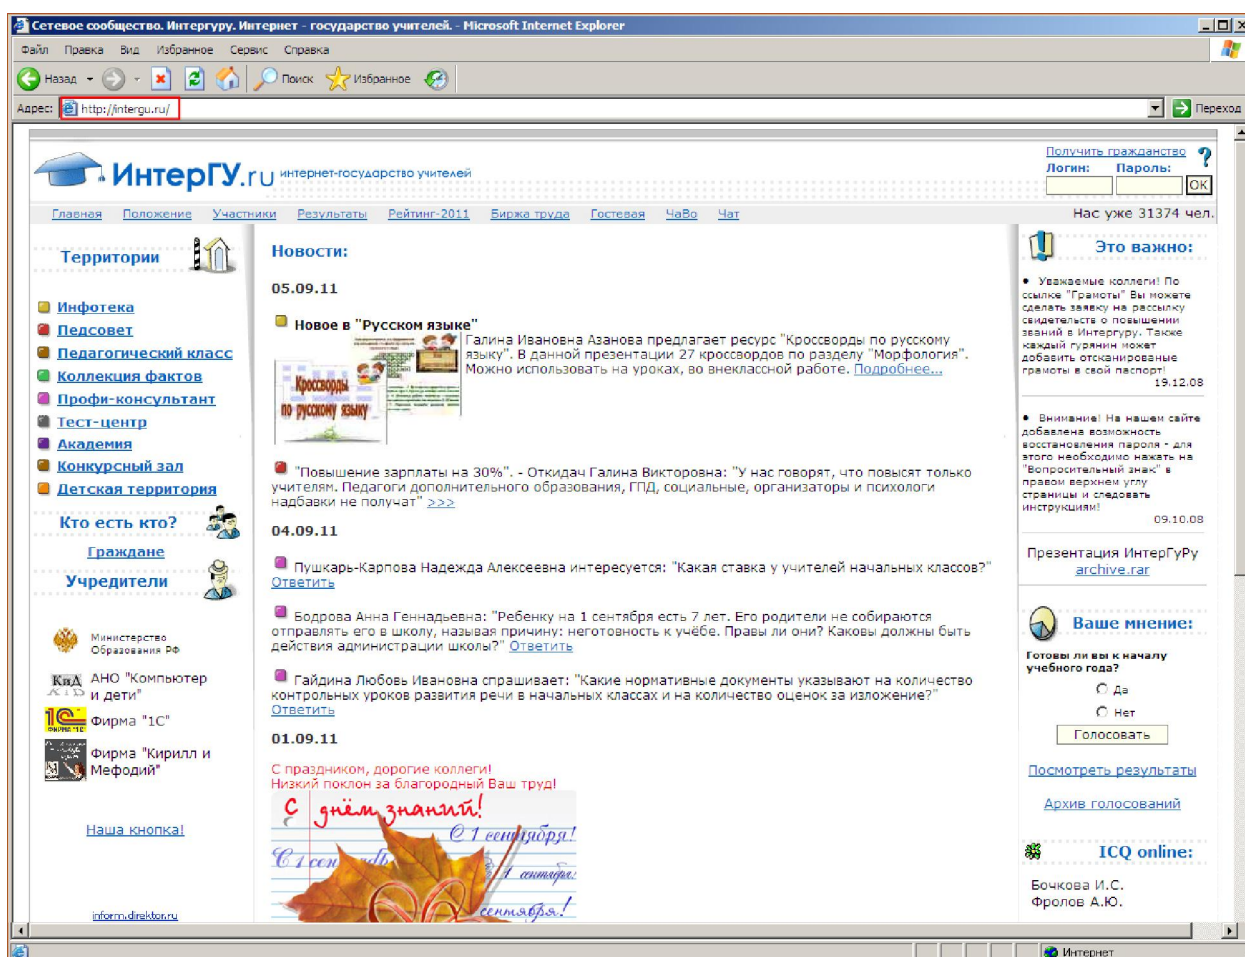 Сетевое сообщество. Интергуру. Интернет - государство учителей. - Microsoft Internet Explorer
Файл Правка Вид Избранное Сервис Справка
Назад Поиск Избранное
Адрес: http://intergu.ru/ Переход
ИнтерГУ.ru интернет-государство учителей
Получить гражданство ?
Логин: Пароль:
OK
Главная Положение Участники Результаты Рейтинг-2011 Биржа труда Гостевая ЧаВо Чат
Нас уже 31374 чел.
Территории
Инфотека
Педсовет
Педагогический класс
Коллекция фактов
Профи-консультант
Тест-центр
Академия
Конкурсный зал
Детская территория
Кто есть кто?
Граждане
Учредители
Министерство
Образования РФ
КиД
АНО "Компьютер
и дети"
1С
ФИРМА "1С"
Фирма "1С"
Фирма "Кирилл и
Мефодий"
Наша кнопка!
inform.direktor.ru
Новости:
05.09.11
Новое в "Русском языке"
Галина Ивановна Азанова предлагает ресурс "Кроссворды по русскому
языку". В данной презентации 27 кроссвордов по разделу "Морфология".
Можно использовать на уроках, во внеклассной работе. Подробнее...
Кроссворды
по русскому языку
"Повышение зарплаты на 30%". - Откидач Галина Викторовна: "У нас говорят, что повысят только
учителям. Педагоги дополнительного образования, ГПД, социальные, организаторы и психологи
надбавки не получат" >>>
04.09.11
Пушкарь-Карпова Надежда Алексеевна интересуется: "Какая ставка у учителей начальных классов?"
Ответить
Бодрова Анна Геннадьевна: "Ребенку на 1 сентября есть 7 лет. Его родители не собираются
отправлять его в школу, называя причину: неготовность к учёбе. Правы ли они? Каковы должны быть
действия администрации школы?" Ответить
Гайдина Любовь Ивановна спрашивает: "Какие нормативные документы указывают на количество
контрольных уроков развития речи в начальных классах и на количество оценок за изложение?"
Ответить
01.09.11
С праздником, дорогие коллеги!
Низкий поклон за благородный Ваш труд!
С днём знаний!
С 1 сентября!
С 1 сен
1 сентября!
сентября!
Это важно:
Уважаемые коллеги! По
ссылке "Грамоты" Вы можете
сделать заявку на рассылку
свидетельств о повышении
званий в Интергуру. Также
каждый гурянин может
добавить отсканированые
грамоты в свой паспорт!
19.12.08
Внимание! На нашем сайте
добавлена возможность
восстановления пароля - для
этого необходимо нажать на
"Вопросительный знак" в
правом верхнем углу
страницы и следовать
инструкциям!
09.10.08
Презентация ИнтерГуРу
archive.rar
Ваше мнение:
Готовы ли вы к началу
учебного года?
Да
Нет
Голосовать
Посмотреть результаты
Архив голосований
ICQ online:
Бочкова И.С.
Фролов А.Ю.
Интернет